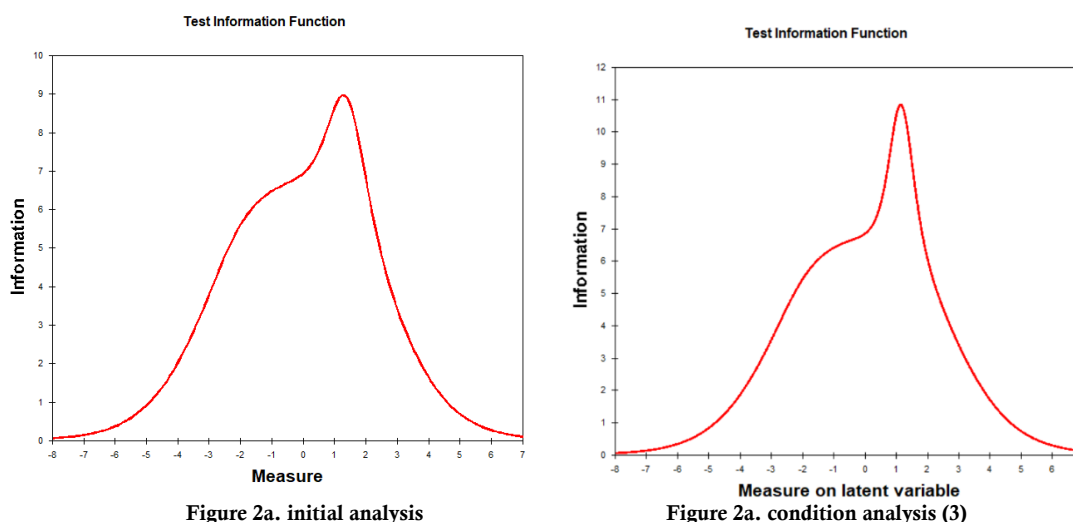 Test Information Function
10
9
8
7
6
5
4
3
2
1
0
Information
-8 -7 -6 -5 -4 -3 -2 -1 0 1 2 3 4 5 6 7
Measure
Figure 2a. initial analysis
Test Information Function
12
11
10
9
8
7
6
5
4
3
2
1
0
Information
-8 -7 -6 -5 -4 -3 -2 -1 0 1 2 3 4 5 6
Measure on latent variable
Figure 2a. condition analysis (3)